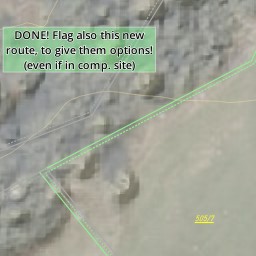 DONE! Flag also this new
route, to give them options!
(even if in comp. site)